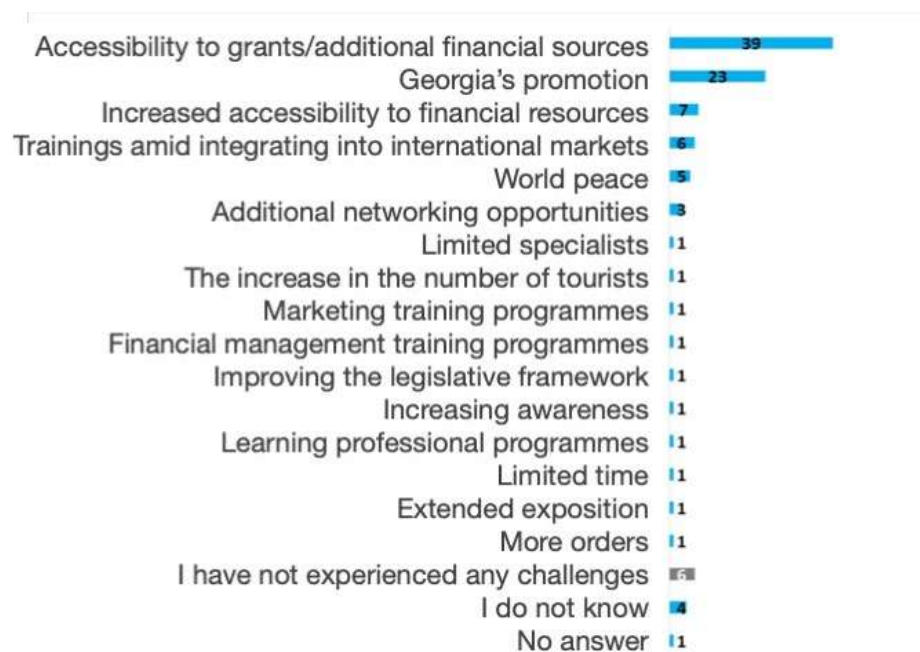 Accessibility to grants/additional financial sources 39
Georgia's promotion 23
Increased accessibility to financial resources 7
Trainings amid integrating into international markets 6
World peace 5
Additional networking opportunities 3
Limited specialists 1
The increase in the number of tourists 1
Marketing training programmes 1
Financial management training programmes 1
Improving the legislative framework 1
Increasing awareness 1
Learning professional programmes 1
Limited time 1
Extended exposition 1
More orders 1
I have not experienced any challenges 6
I do not know 4
No answer 1